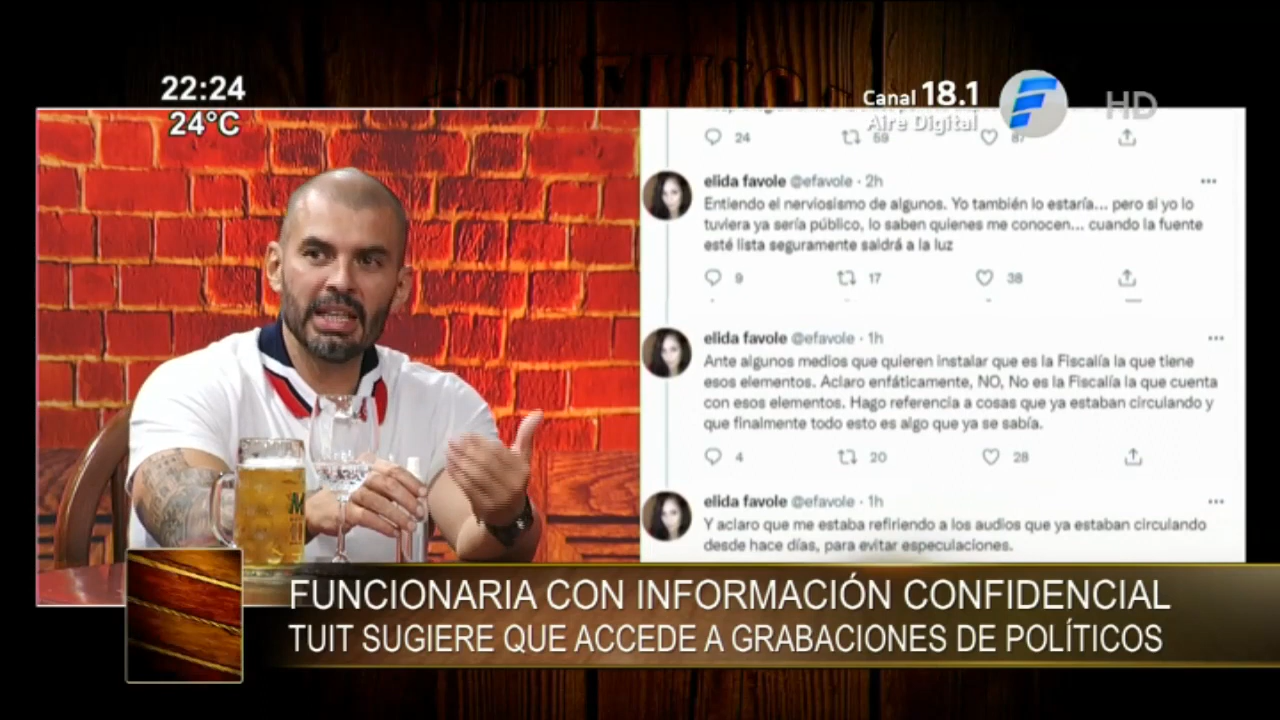 22:24
24°C
Canal 18.1
Aire Digital
HD
24 59 87
elida favole @efavole · 2h
Entiendo el nerviosismo de algunos. Yo también lo estaría... pero si yo lo
tuviera ya sería público, lo saben quienes me conocen... cuando la fuente
esté lista seguramente saldrá a la luz
9 17 38
elida favole @efavole · 1h
Ante algunos medios que quieren instalar que es la Fiscalía la que tiene
esos elementos. Aclaro enfáticamente, NO, No es la Fiscalía la que cuenta
con esos elementos. Hago referencia a cosas que ya estaban circulando y
que finalmente todo esto es algo que ya se sabía.
4 20 28
elida favole @efavole · 1h
Y aclaro que me estaba refiriendo a los audios que ya estaban circulando
desde hace días, para evitar especulaciones.
FUNCIONARIA CON INFORMACIÓN CONFIDENCIAL
TUIT SUGIERE QUE ACCEDE A GRABACIONES DE POLÍTICOS